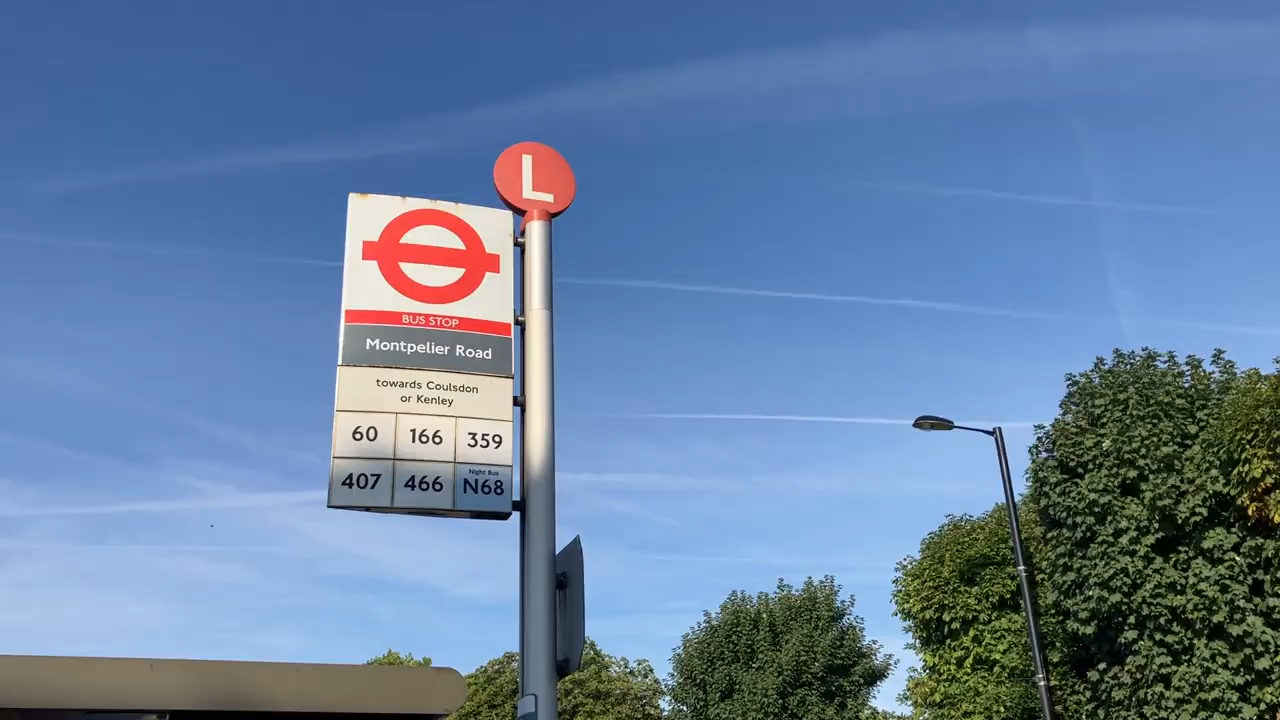 L
BUS STOP
Montpelier Road
towards Coulsdon
or Kenley
60 166 359
407 466 Night Bus N68